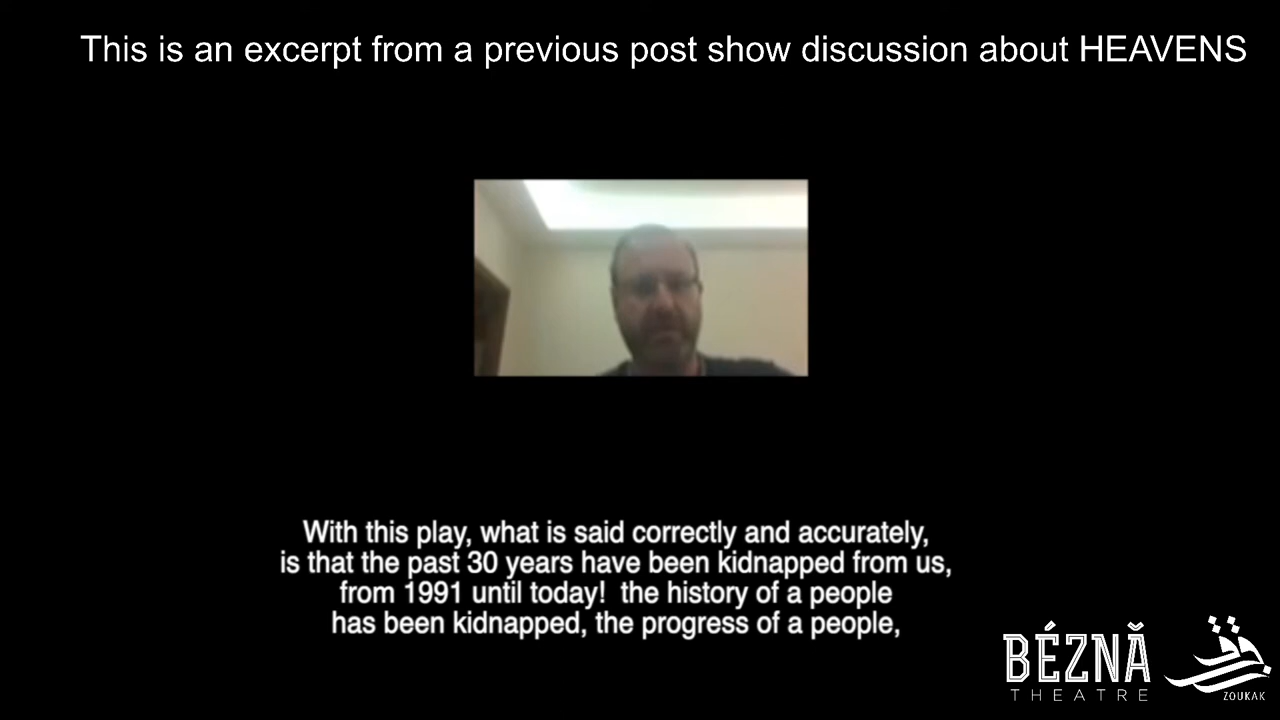 This is an excerpt from a previous post show discussion about HEAVENS
With this play, what is said correctly and accurately,
is that the past 30 years have been kidnapped from us,
from 1991 until today!  the history of a people
has been kidnapped, the progress of a people,
BÉZNĂ
THEATRE
ZOUKAK